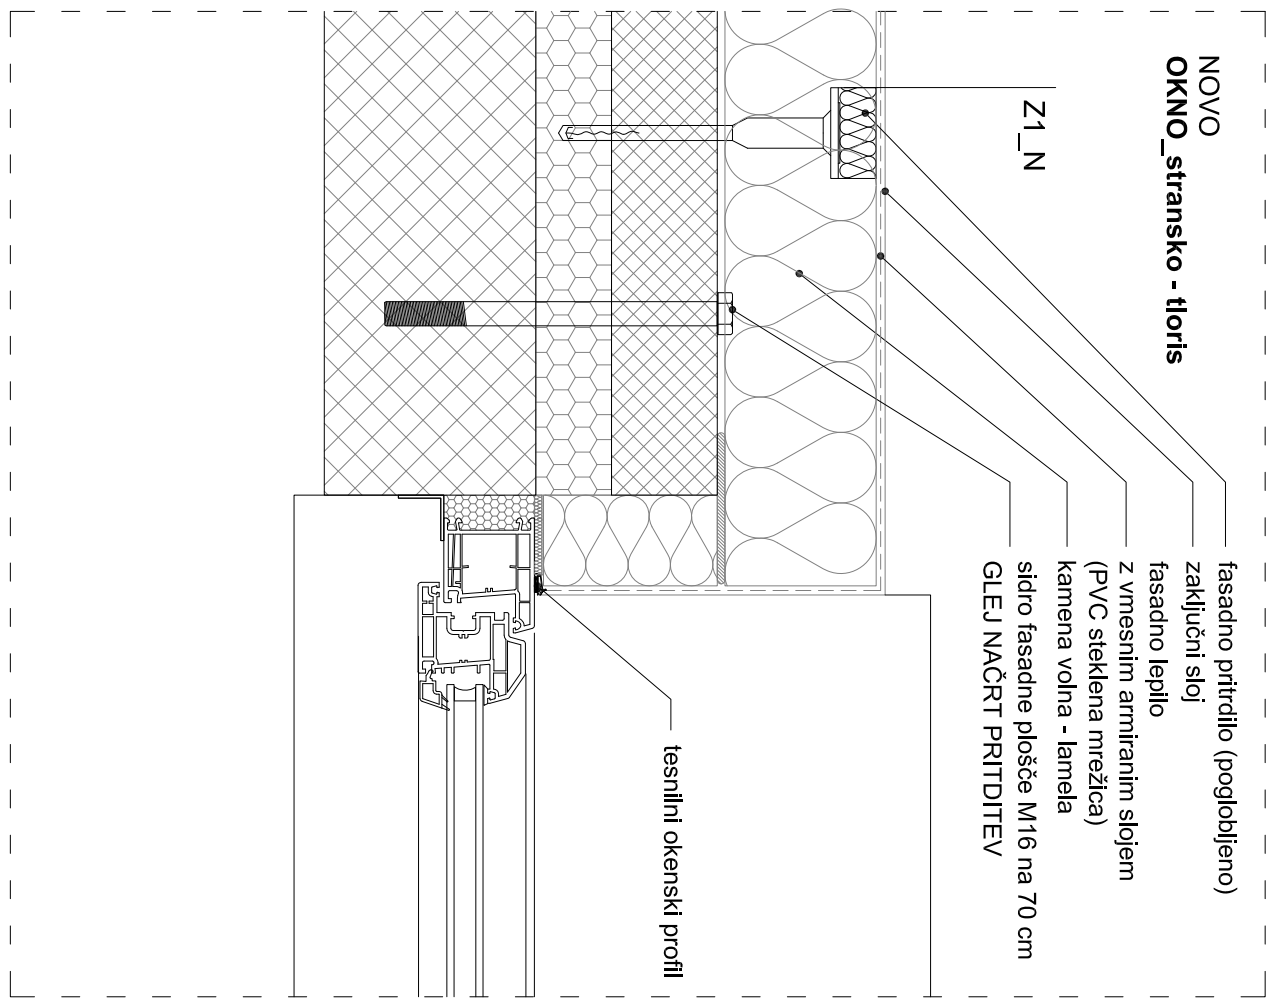 NOVO
OKNO_stransko - tloris
Z1_N
fasadno pritrdilo (poglobljeno)
zaključni sloj
fasadno lepilo
z vmesnim armiranim slojem
(PVC steklena mrežica)
kamena volna - lamela
sidro fasadne plošče M16 na 70 cm
GLEJ NAČRT PRITDITEV
tesnilni okenski profil